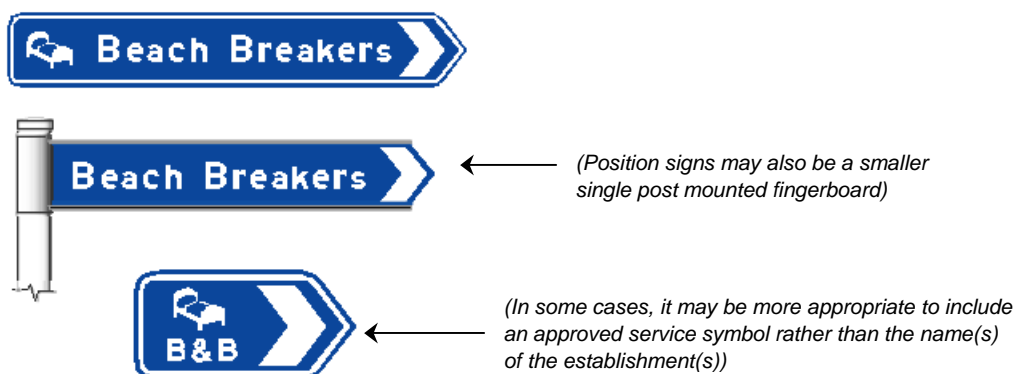 Beach Breakers
Beach Breakers
(Position signs may also be a smaller
single post mounted fingerboard)
(In some cases, it may be more appropriate to include
an approved service symbol rather than the name(s)
of the establishment(s))
B&B